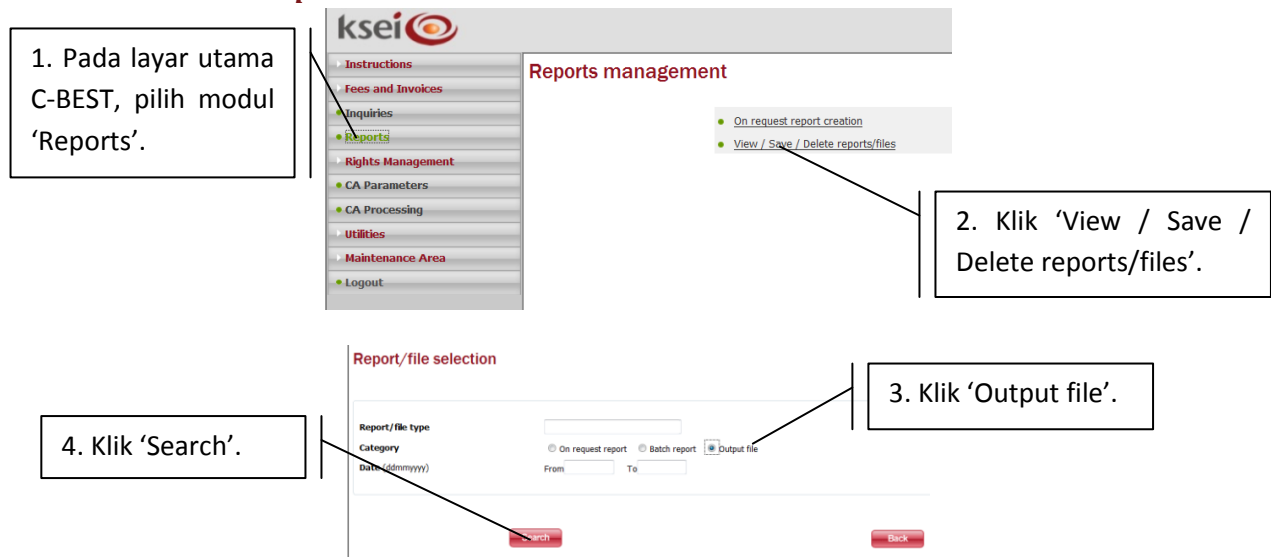 ksei
1. Pada layar utama
C-BEST, pilih modul
‘Reports’.
Instructions
Fees and Invoices
Inquiries
Reports
Rights Management
CA Parameters
CA Processing
Utilities
Maintenance Area
Logout
Reports management
On request report creation
View / Save / Delete reports/files
2. Klik ‘View / Save /
Delete reports/files’.
Report/file selection
3. Klik ‘Output file’.
4. Klik ‘Search’.
Report/file type
Category On request report Batch report Output file
Date (ddmmyyyy) From To
Search Back